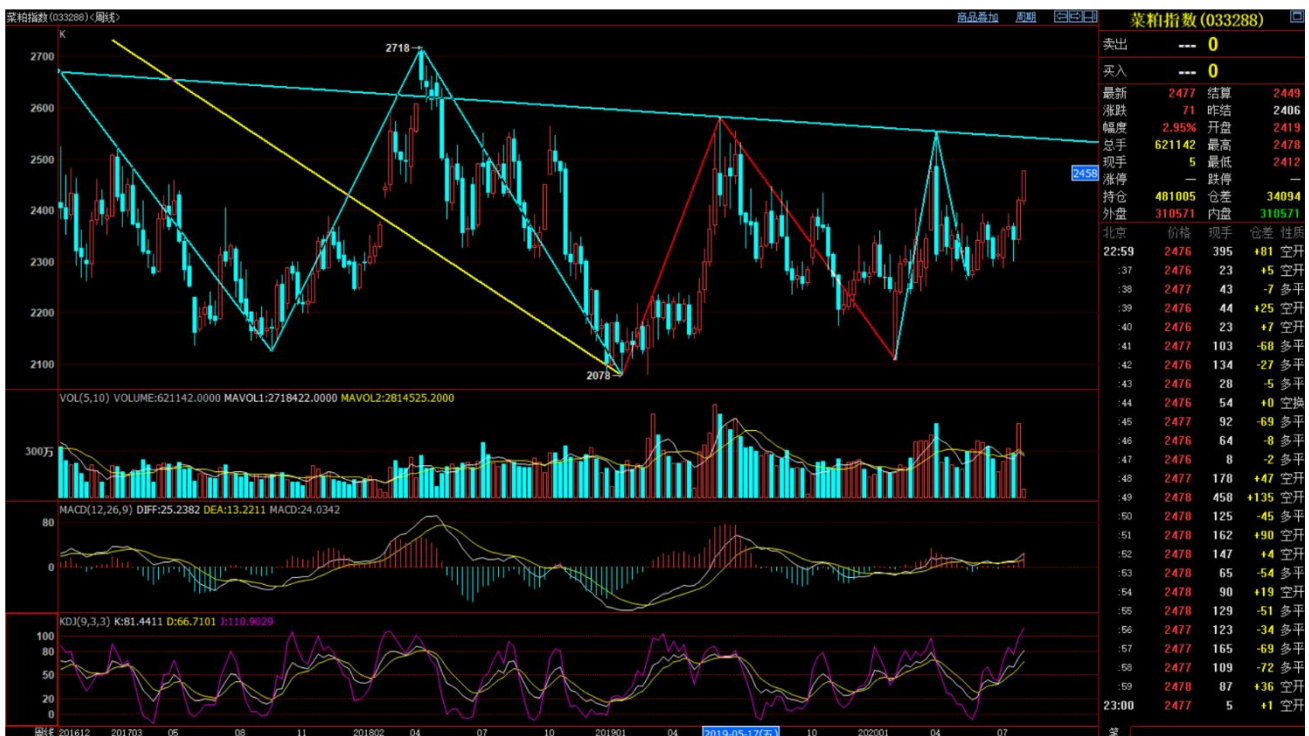 菜粕指数(033288)<周线>
商品叠加 周期
K
2718
2700
2600
2500
2400
2300
2200
2100
2078
2458
VOL(5,10) VOLUME:621142.0000 MAVOL1:2718422.0000 MAVOL2:2814525.2000
300万
MACD(12,26,9) DIFF:25.2382 DEA:13.2211 MACD:24.0342
80
0
KDJ(9,3,3) K:81.4411 D:66.7101 J:110.9029
100
80
50
20
0
周线 201612 201703 05 08 11 201802 04 07 10 201901 04 2019-05-17(五) 10 202001 04 07
菜粕指数(033288)
卖出 --- 0
买入 --- 0
最新 2477 结算 2449
涨跌 71 昨结 2406
幅度 2.95% 开盘 2419
总手 621142 最高 2478
现手 5 最低 2412
涨停 — 跌停 —
持仓 481005 仓差 34094
外盘 310571 内盘 310571
北京 价格 现手 仓差 性质
22:59 2476 395 +81 空开
:37 2476 23 +5 空开
:38 2477 43 -7 多平
:39 2476 44 +25 空开
:40 2476 23 +7 空开
:41 2477 103 -68 多平
:42 2476 134 -27 多平
:43 2476 28 -5 多平
:44 2476 54 +0 空换
:45 2477 92 -69 多平
:46 2476 64 -8 多平
:47 2476 8 -2 多平
:48 2477 178 +47 空开
:49 2478 458 +135 空开
:50 2478 125 -45 多平
:51 2478 162 +90 空开
:52 2478 147 +4 空开
:53 2478 65 -54 多平
:54 2478 90 +19 空开
:55 2478 129 -51 多平
:56 2477 123 -34 多平
:57 2477 165 -69 多平
:58 2477 109 -72 多平
:59 2478 87 +36 空开
23:00 2477 5 +1 空开